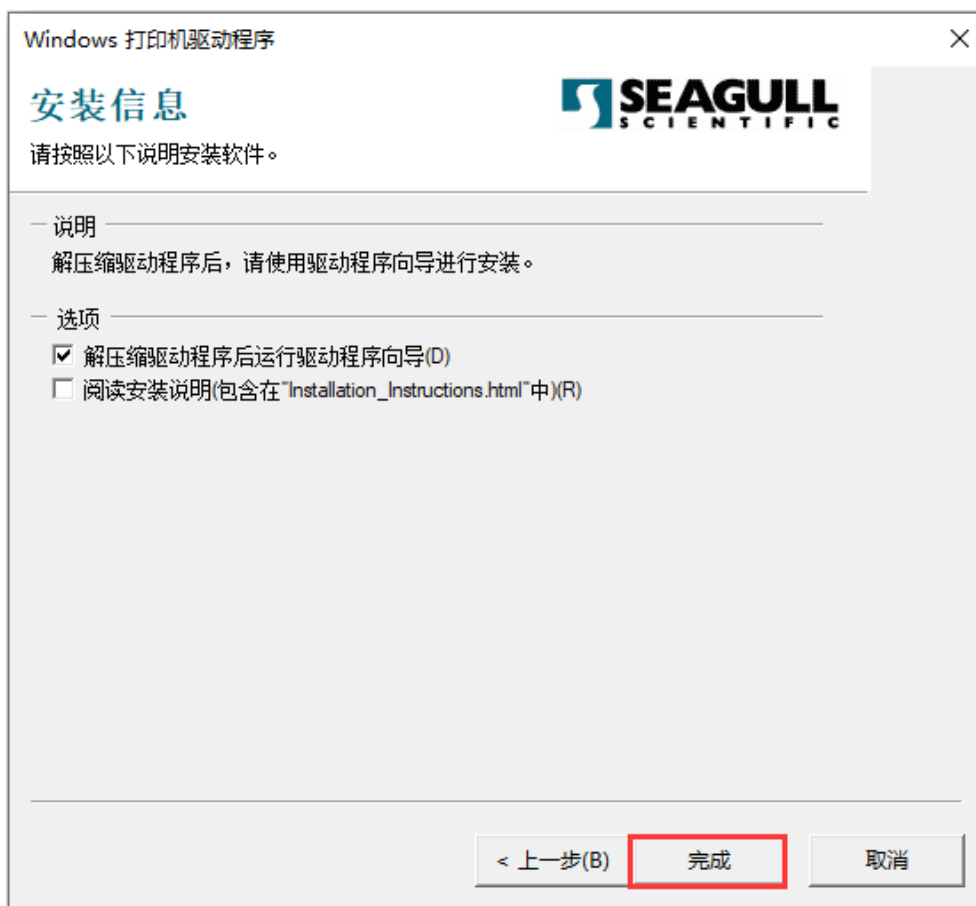 Windows 打印机驱动程序
安装信息
SEAGULL
SCIENTIFIC
请按照以下说明安装软件。
说明
解压缩驱动程序后，请使用驱动程序向导进行安装。
选项
解压缩驱动程序后运行驱动程序向导(D)
阅读安装说明(包含在"Installation_Instructions.html"中)(R)
< 上一步(B) 完成 取消